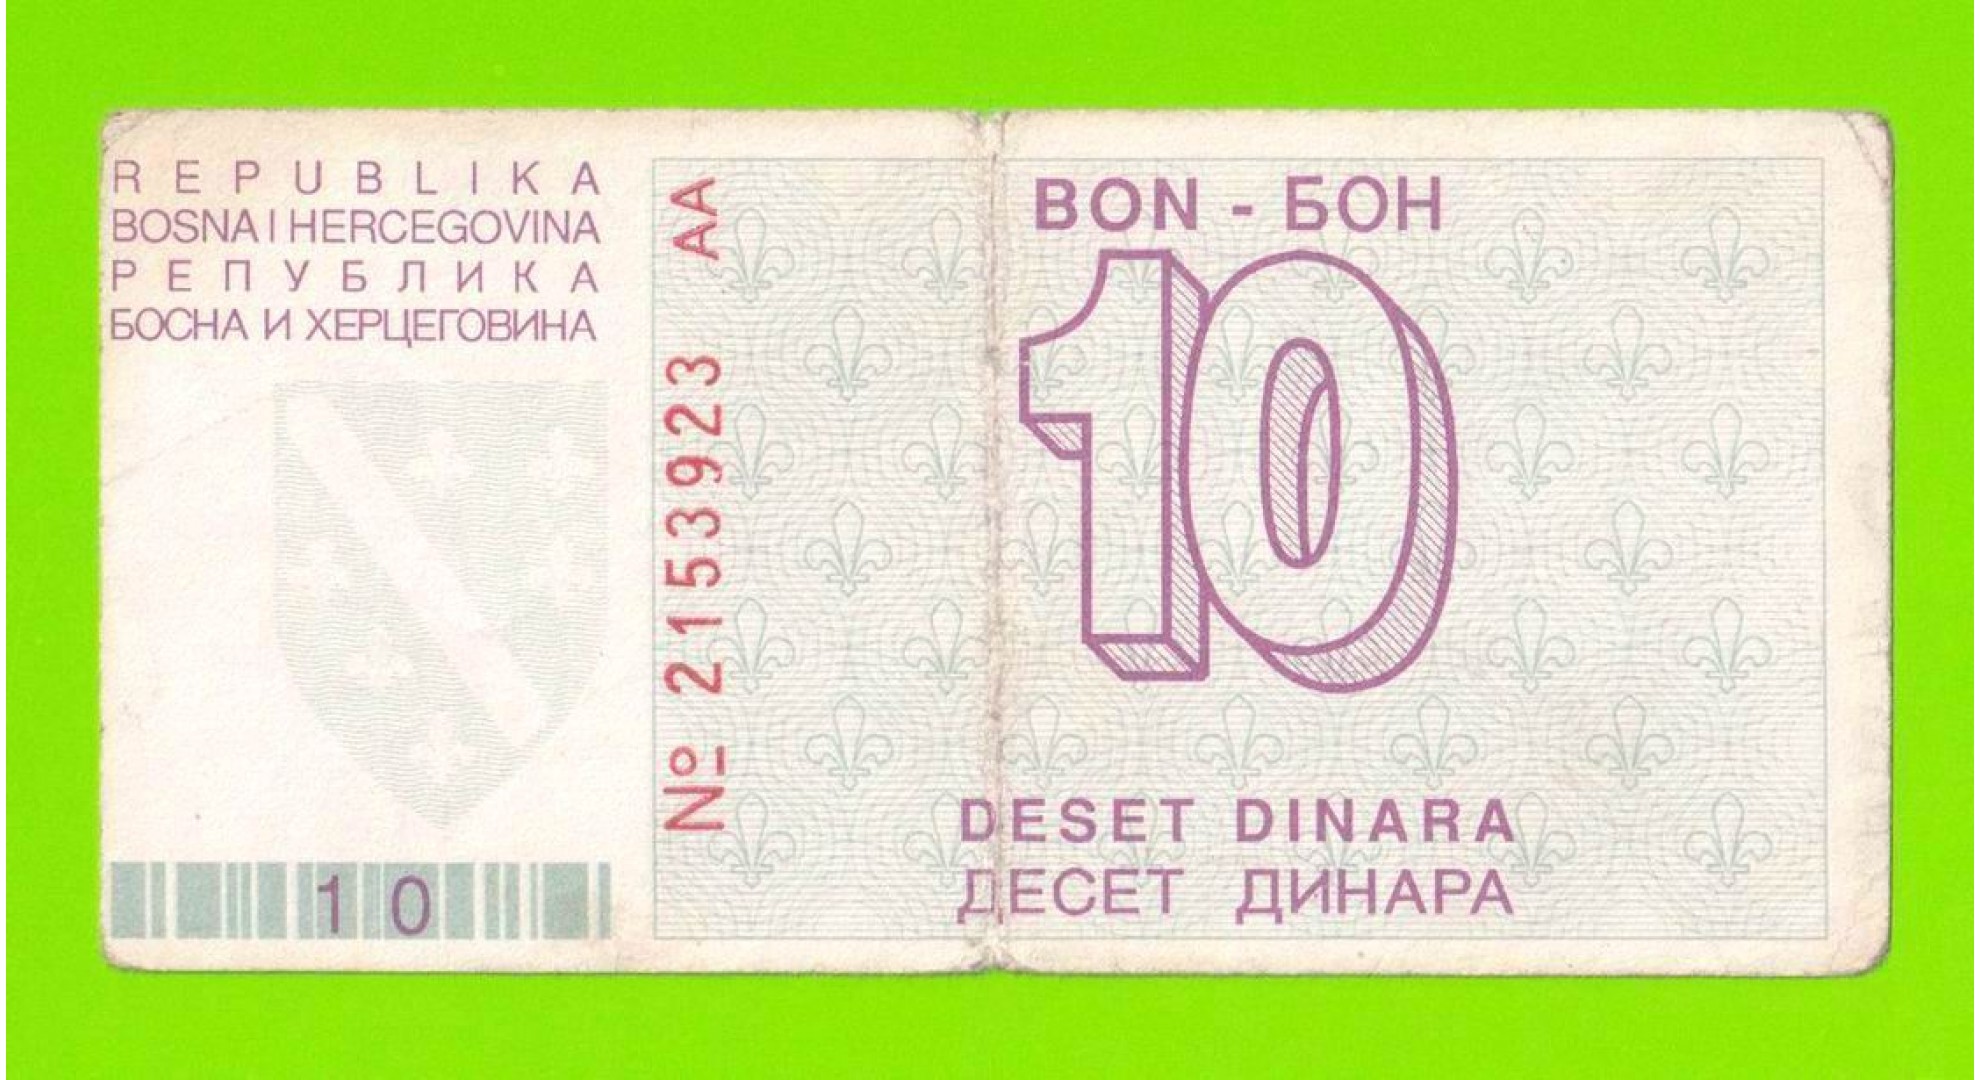 REPUBLIKA
BOSNA I HERCEGOVINA
РЕПУБЛИКА
БОСНА И ХЕРЦЕГОВИНА
10
№ 2153923 AA
BON - БОН
10
DESET DINARA
ДЕСЕТ ДИНАРА